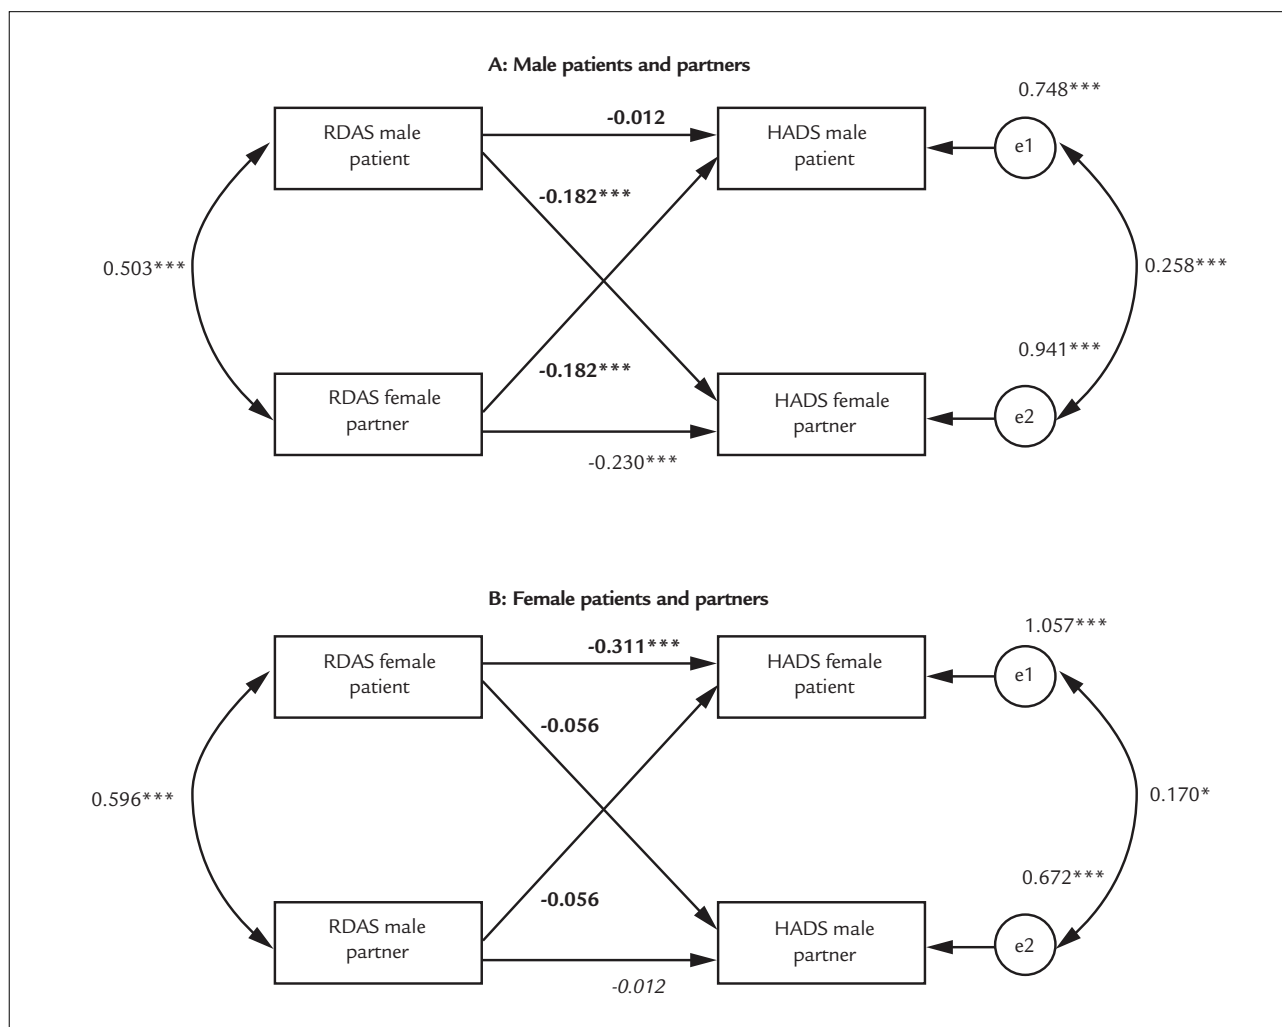 A: Male patients and partners
0.748***
RDAS male
patient
-0.012
HADS male
patient
e1
-0.182***
0.503***
0.258***
0.941***
-0.182***
RDAS female
partner
HADS female
partner
e2
-0.230***
B: Female patients and partners
1.057***
RDAS female
patient
-0.311***
HADS female
patient
e1
-0.056
0.596***
0.170*
0.672***
-0.056
RDAS male
partner
HADS male
partner
e2
-0.012